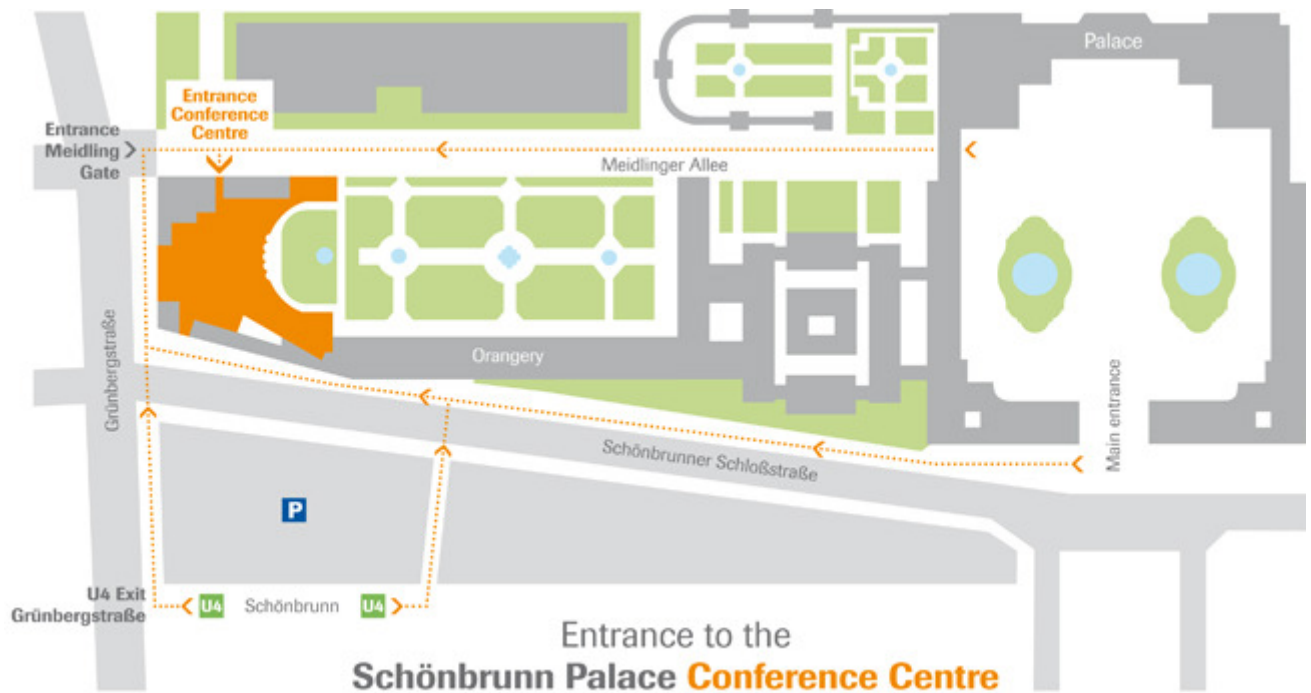 Palace
Entrance
Conference
Centre
Entrance
Meidling
Gate
Meidlinger Allee
Orangery
Grünbergstraße
Schönbrunner Schloßstraße
Main entrance
P
U4 Exit
Grünbergstraße
U4 Schönbrunn U4
Entrance to the
Schönbrunn Palace Conference Centre